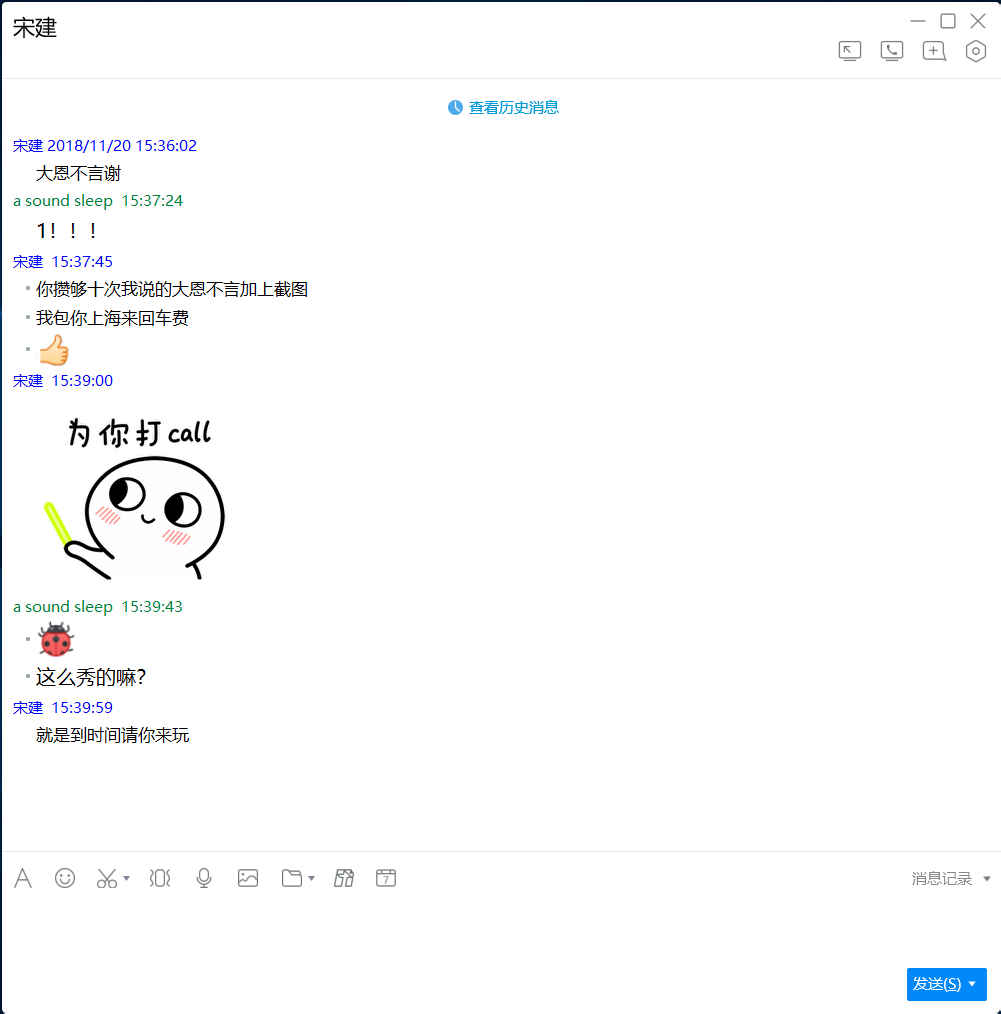 宋建
查看历史消息
宋建 2018/11/20 15:36:02
大恩不言谢
a sound sleep 15:37:24
1！！！
宋建 15:37:45
你攒够十次我说的大恩不言加上截图
我包你上海来回车费
宋建 15:39:00
为你打call
a sound sleep 15:39:43
这么秀的嘛?
宋建 15:39:59
就是到时间请你来玩
7
消息记录
发送(S)